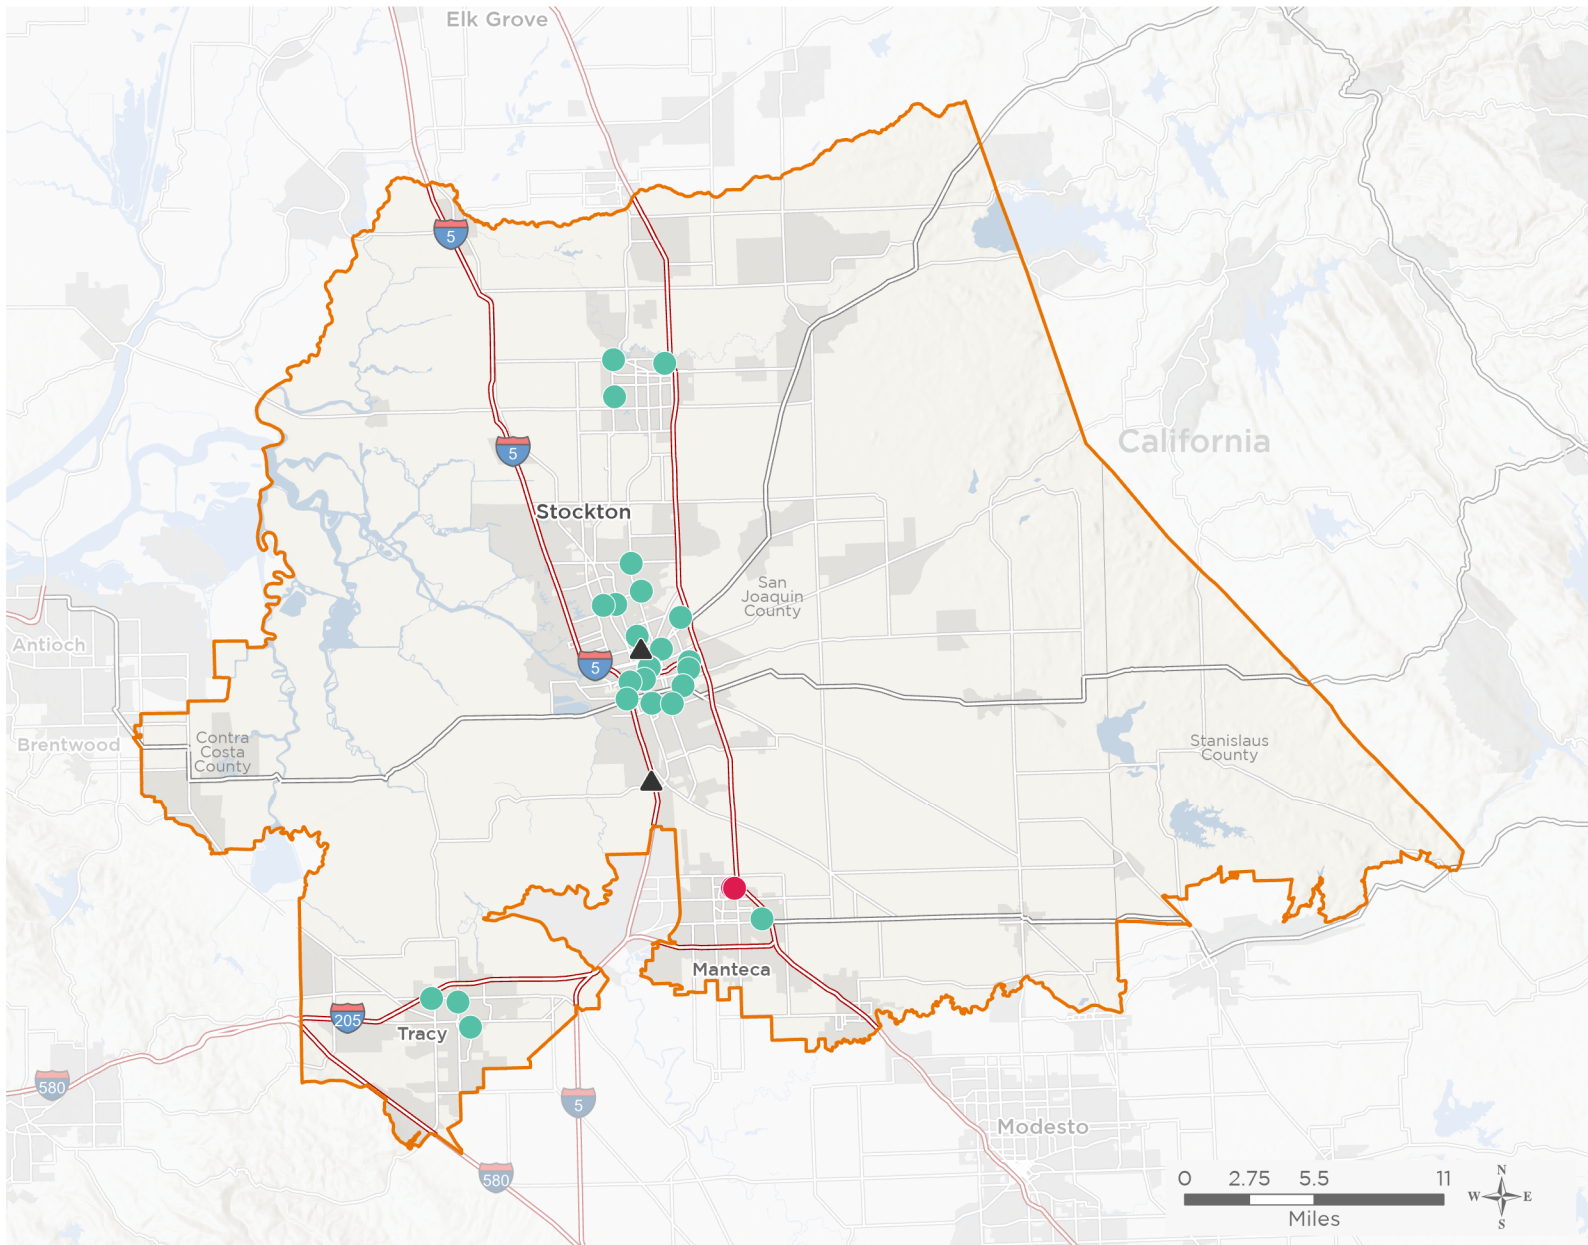 Elk Grove
5
California
5
Stockton
San
Joaquin
County
Antioch
5
Contra
Costa
County
Brentwood
Stanislaus
County
Manteca
205
Tracy
580
5
Modesto
580
0 2.75 5.5 11
Miles
N
W E
S